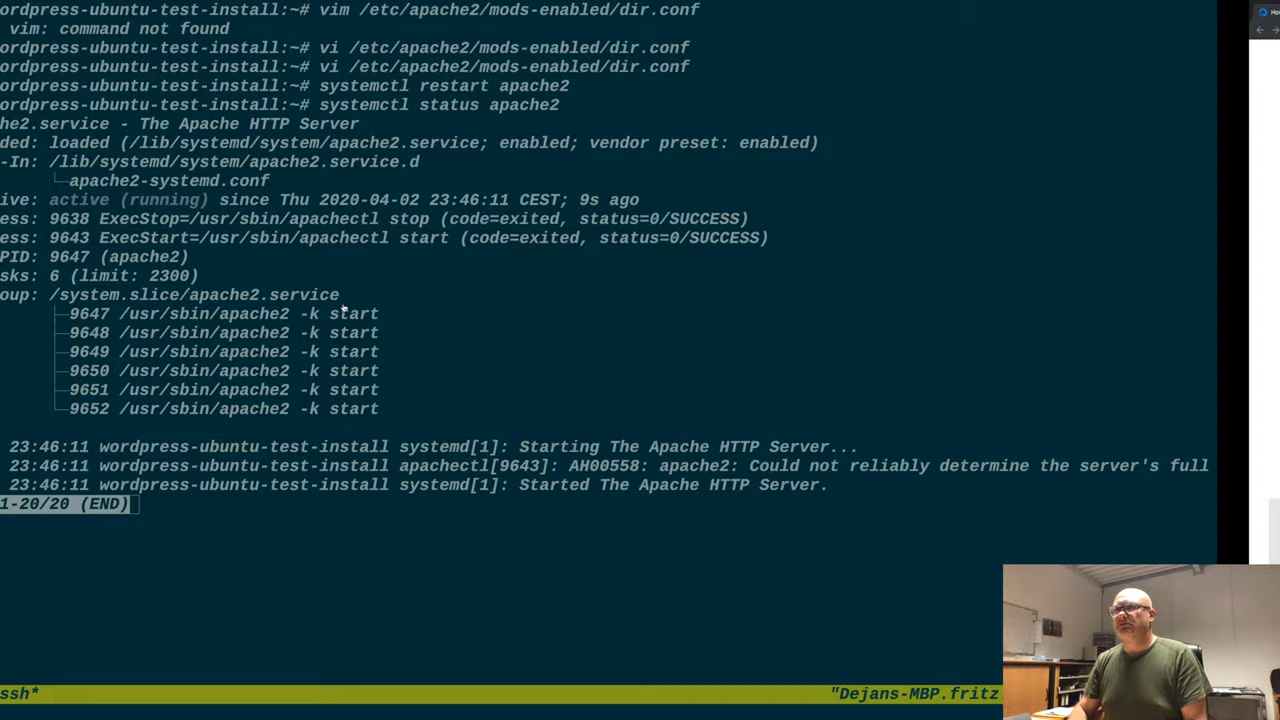 ordpress-ubuntu-test-install:~# vim /etc/apache2/mods-enabled/dir.conf
vim: command not found
ordpress-ubuntu-test-install:~# vi /etc/apache2/mods-enabled/dir.conf
ordpress-ubuntu-test-install:~# vi /etc/apache2/mods-enabled/dir.conf
ordpress-ubuntu-test-install:~# systemctl restart apache2
ordpress-ubuntu-test-install:~# systemctl status apache2
he2.service - The Apache HTTP Server
ded: loaded (/lib/systemd/system/apache2.service; enabled; vendor preset: enabled)
-In: /lib/systemd/system/apache2.service.d
└─apache2-systemd.conf
ive: active (running) since Thu 2020-04-02 23:46:11 CEST; 9s ago
ess: 9638 ExecStop=/usr/sbin/apachectl stop (code=exited, status=0/SUCCESS)
ess: 9643 ExecStart=/usr/sbin/apachectl start (code=exited, status=0/SUCCESS)
PID: 9647 (apache2)
sks: 6 (limit: 2300)
oup: /system.slice/apache2.service
├─9647 /usr/sbin/apache2 -k start
├─9648 /usr/sbin/apache2 -k start
├─9649 /usr/sbin/apache2 -k start
├─9650 /usr/sbin/apache2 -k start
├─9651 /usr/sbin/apache2 -k start
└─9652 /usr/sbin/apache2 -k start
23:46:11 wordpress-ubuntu-test-install systemd[1]: Starting The Apache HTTP Server...
23:46:11 wordpress-ubuntu-test-install apachectl[9643]: AH00558: apache2: Could not reliably determine the server's full
23:46:11 wordpress-ubuntu-test-install systemd[1]: Started The Apache HTTP Server.
1-20/20 (END)
ssh* "Dejans-MBP.fritz